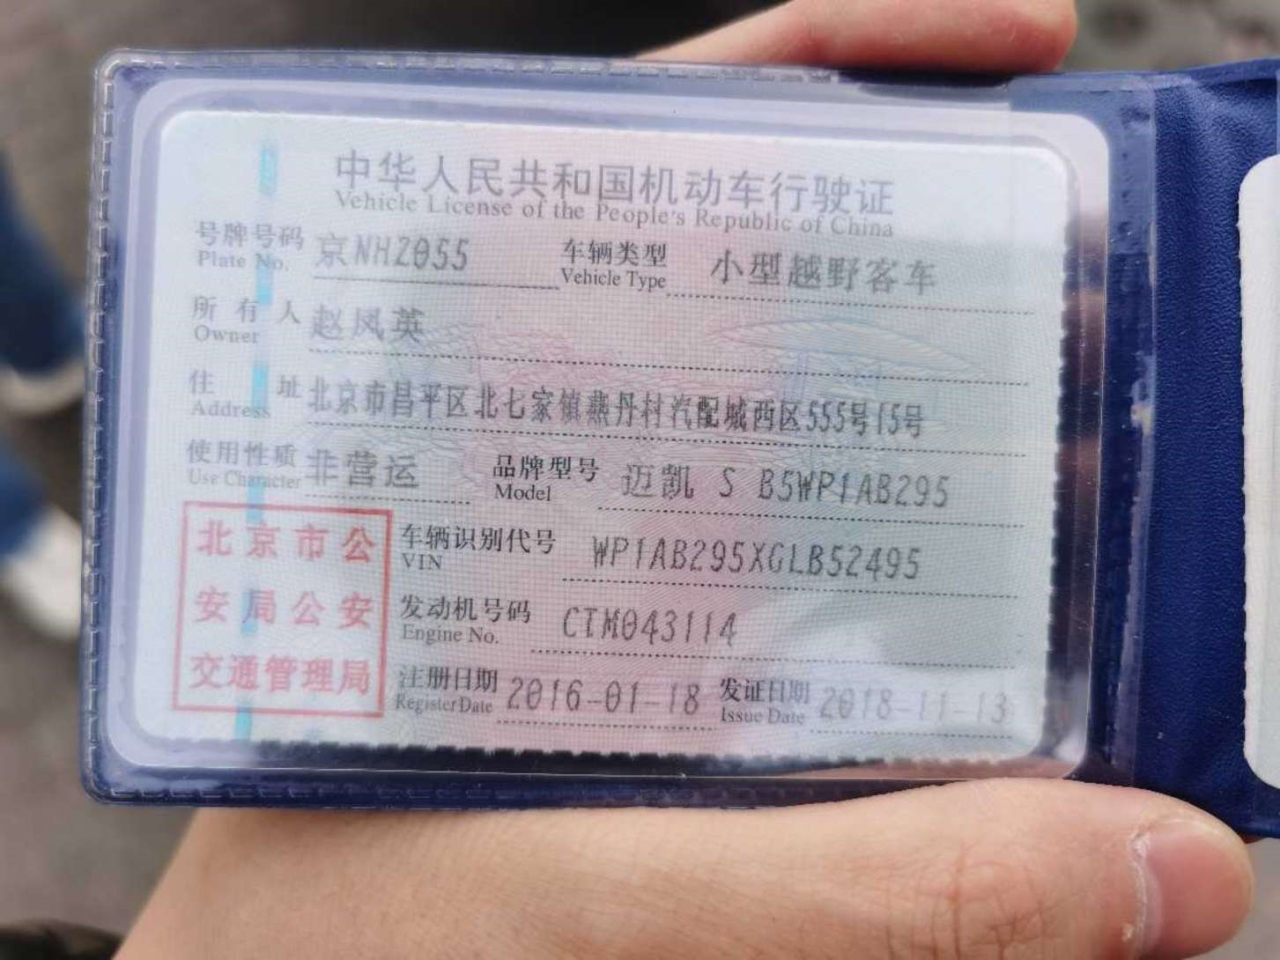 中华人民共和国机动车行驶证
Vehicle License of the People's Republic of China
号牌号码 京NHZ055 车辆类型 小型越野客车
Plate No. Vehicle Type
所有人 赵凤英
Owner
住址 北京市昌平区北七家镇燕丹村汽配城西区555号15号
Address
使用性质 非营运 品牌型号 迈凯 S B5WP1AB295
Use Character Model
北京市公
安局公安
交通管理局
车辆识别代号 WP1AB295XGLB52495
VIN
发动机号码 CTM043114
Engine No.
注册日期 2016-01-18 发证日期 2018-11-13
Register Date Issue Date